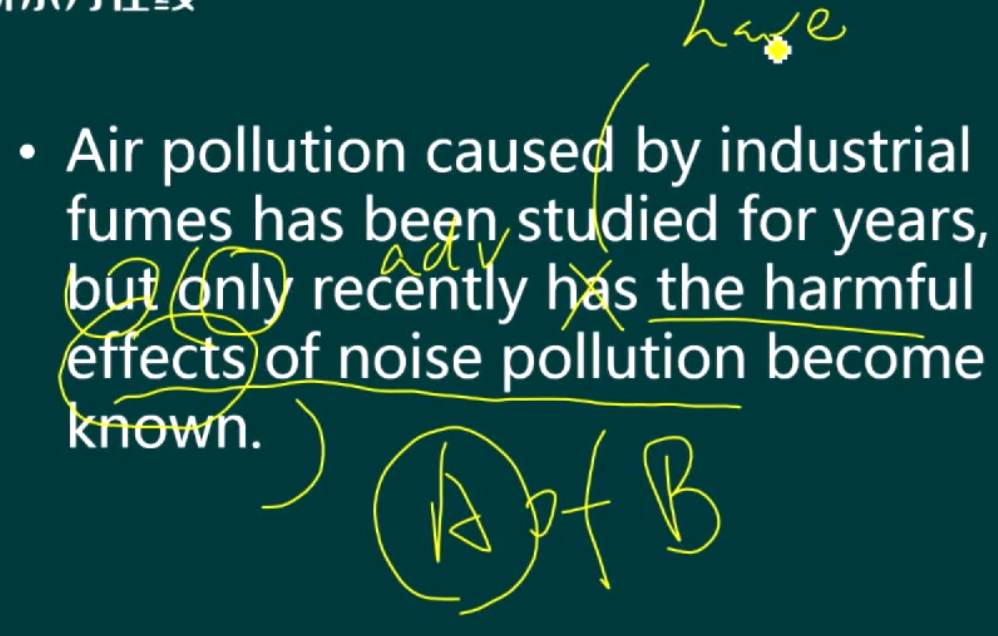 have
• Air pollution caused by industrial
fumes has been studied for years,
adv
but only recently has the harmful
effects of noise pollution become
known.
A of B